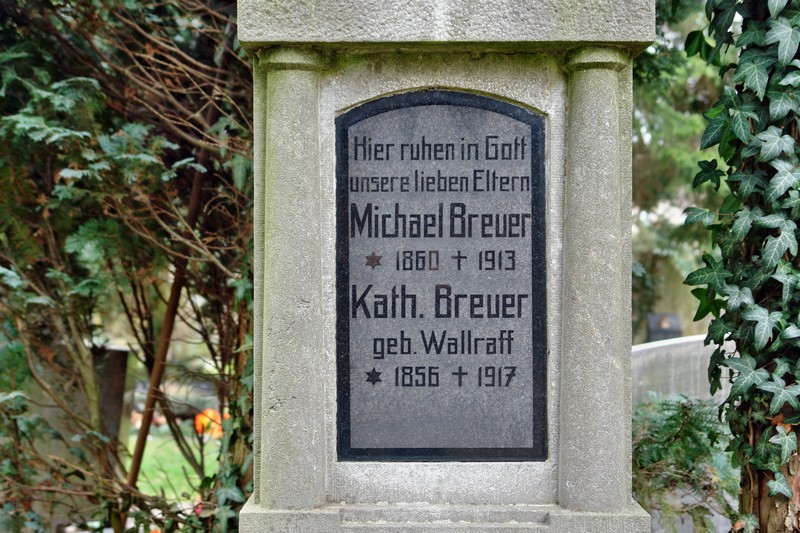 Hier ruhen in Gott
unsere lieben Eltern
Michael Breuer
✶ 1860 † 1913
Kath. Breuer
geb. Wallraff
✶ 1856 † 1917